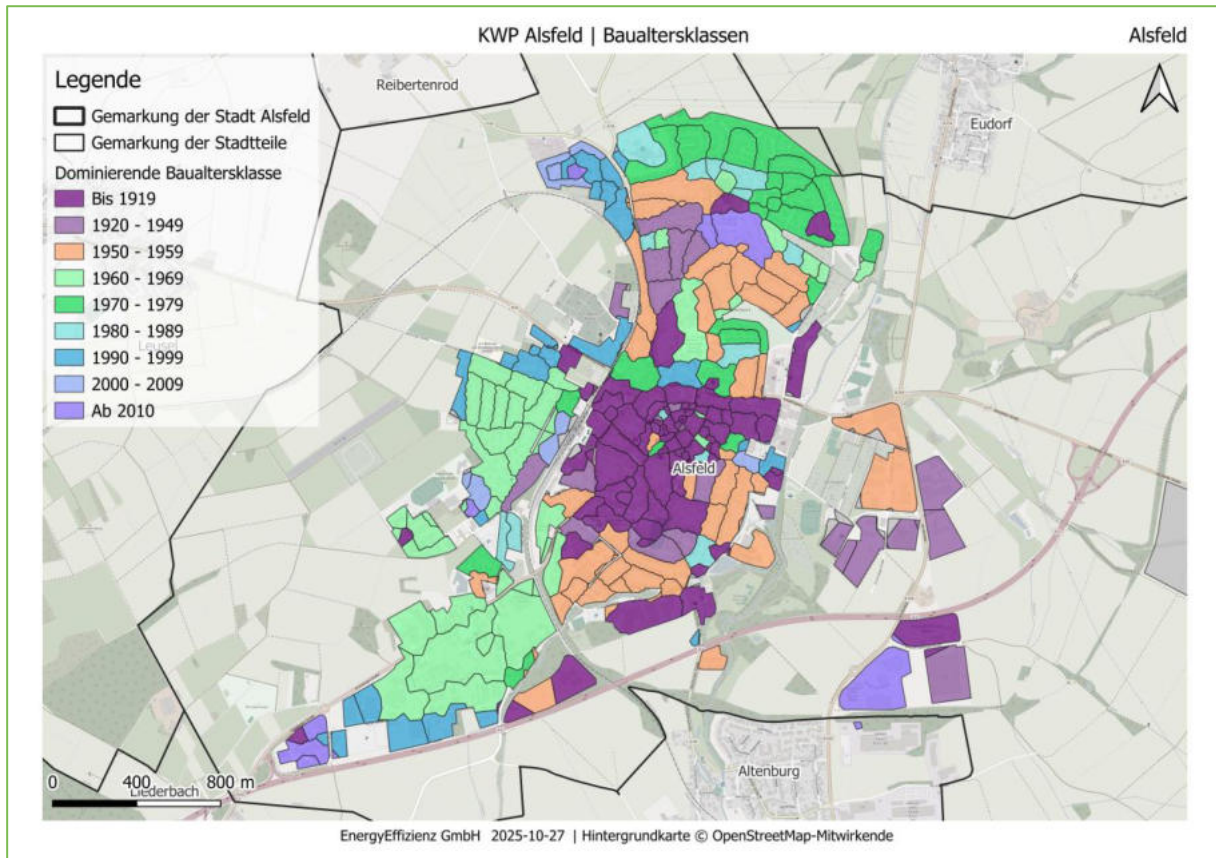 KWP Alsfeld | Baualtersklassen
Alsfeld
Legende
Gemarkung der Stadt Alsfeld
Gemarkung der Stadtteile
Dominierende Baualtersklasse
Bis 1919
1920 - 1949
1950 - 1959
1960 - 1969
1970 - 1979
1980 - 1989
1990 - 1999
2000 - 2009
Ab 2010
Reibertenrod
Eudorf
Leusel
Alsfeld
Altenburg
0 400 800 m
Liederbach
EnergyEffizienz GmbH 2025-10-27 | Hintergrundkarte © OpenStreetMap-Mitwirkende